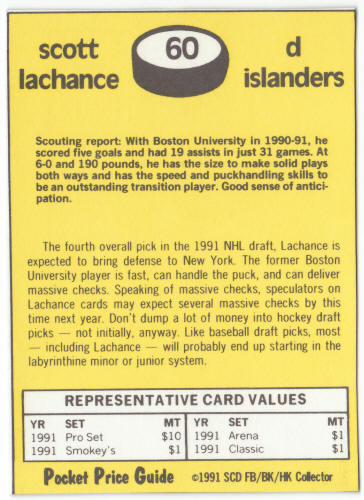 scott 60 d
lachance islanders
Scouting report: With Boston University in 1990-91, he
scored five goals and had 19 assists in just 31 games. At
6-0 and 190 pounds, he has the size to make solid plays
both ways and has the speed and puckhandling skills to
be an outstanding transition player. Good sense of antici-
pation.
The fourth overall pick in the 1991 NHL draft, Lachance is
expected to bring defense to New York. The former Boston
University player is fast, can handle the puck, and can deliver
massive checks. Speaking of massive checks, speculators on
Lachance cards may expect several massive checks by this
time next year. Don't dump a lot of money into hockey draft
picks — not initially, anyway. Like baseball draft picks, most
— including Lachance — will probably end up starting in the
labyrinthine minor or junior system.
REPRESENTATIVE CARD VALUES
YR SET MT YR SET MT
1991 Pro Set $10 1991 Arena $1
1991 Smokey's $1 1991 Classic $1
Pocket Price Guide ©1991 SCD FB/BK/HK Collector